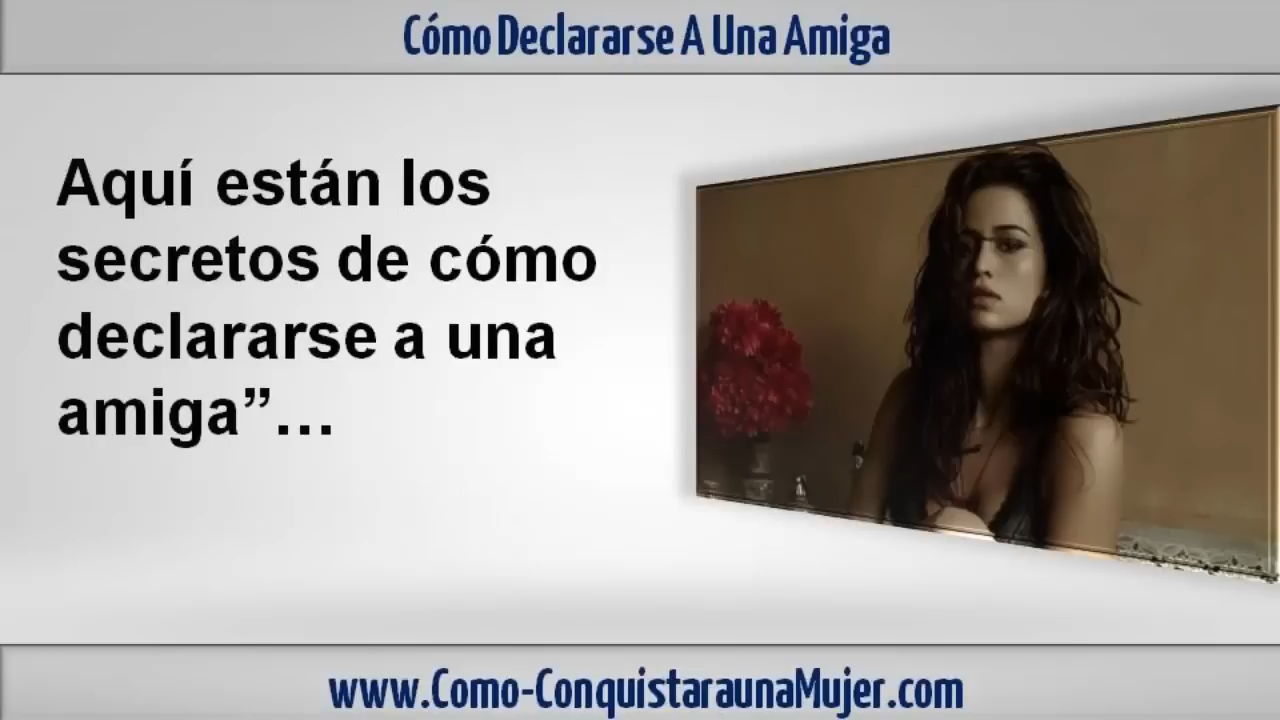 Cómo Declararse A Una Amiga
Aquí están los
secretos de cómo
declararse a una
amiga”...
www.Como-ConquistaraunaMujer.com